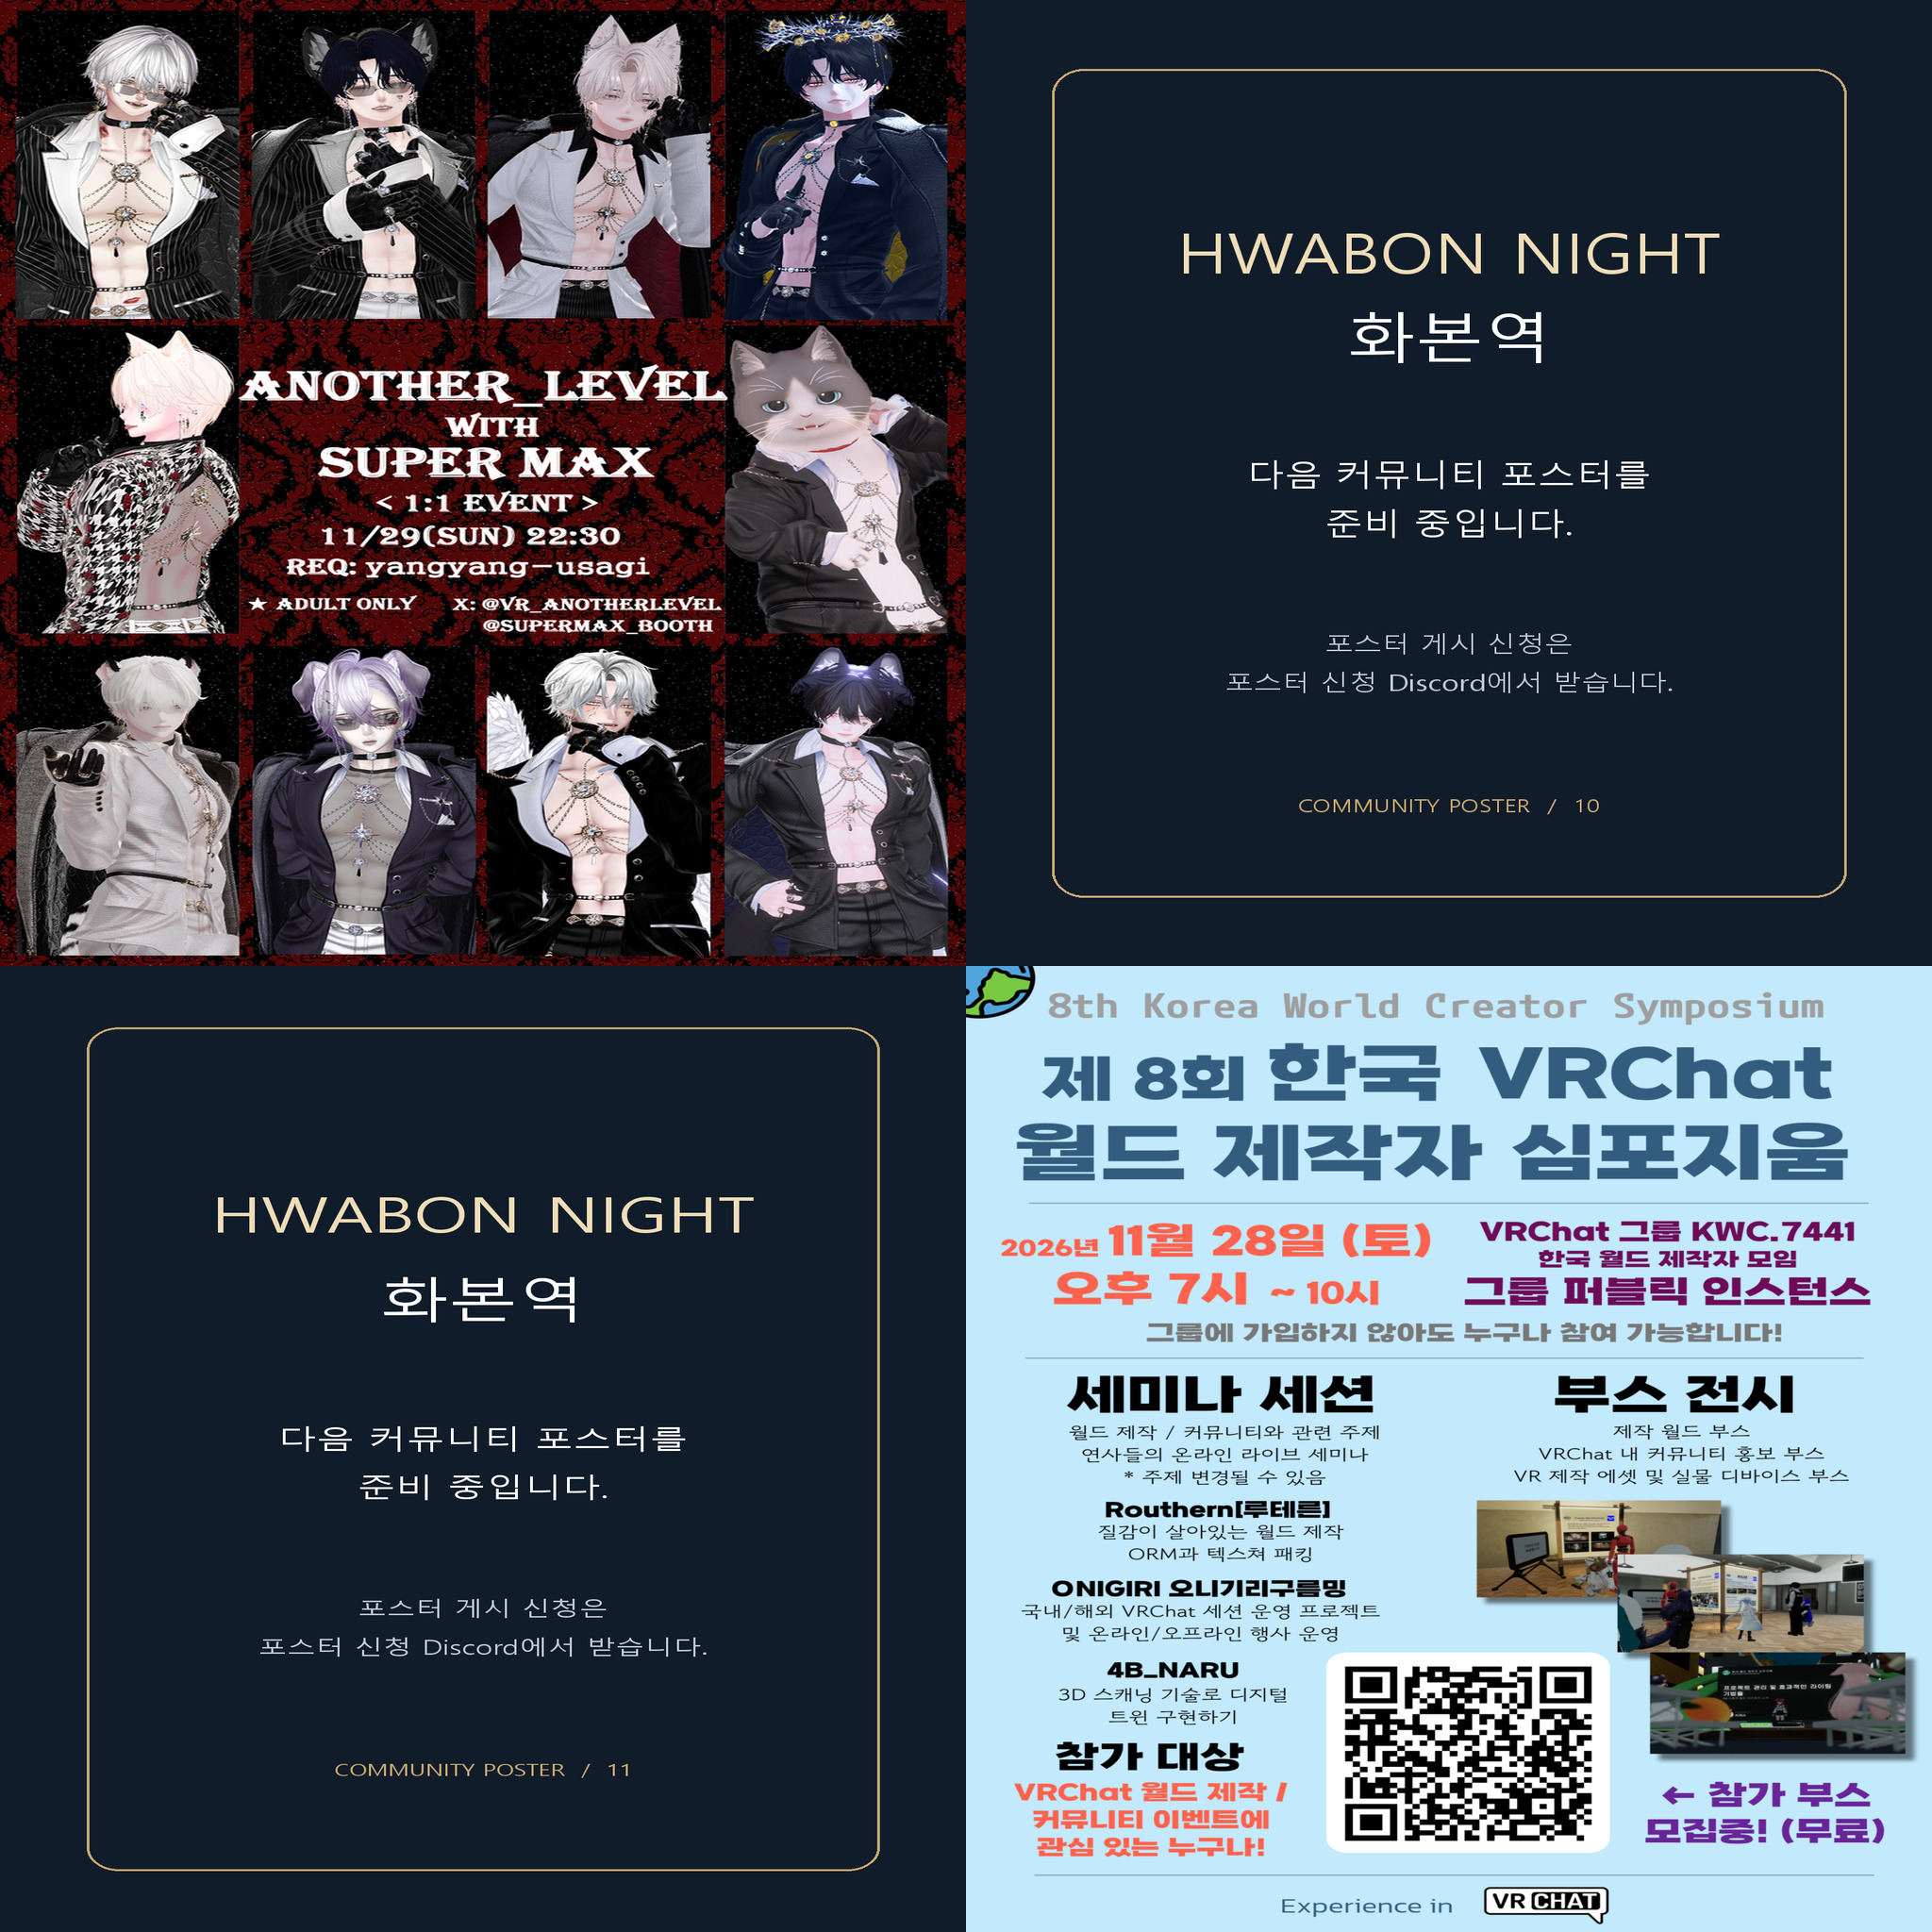 ANOTHER_LEVEL
WITH
SUPER MAX
< 1:1 EVENT >
11/29(SUN) 22:30
REQ: yangyang-usagi
★ ADULT ONLY X: @VR_ANOTHERLEVEL
@SUPERMAX_BOOTH
HWABON NIGHT
화본역
다음 커뮤니티 포스터를
준비 중입니다.
포스터 게시 신청은
포스터 신청 Discord에서 받습니다.
COMMUNITY POSTER / 10
HWABON NIGHT
화본역
다음 커뮤니티 포스터를
준비 중입니다.
포스터 게시 신청은
포스터 신청 Discord에서 받습니다.
COMMUNITY POSTER / 11
8th Korea World Creator Symposium
제 8회 한국 VRChat
월드 제작자 심포지움
2026년 11월 28일 (토)
오후 7시 ~ 10시
VRChat 그룹 KWC.7441
한국 월드 제작자 모임
그룹 퍼블릭 인스턴스
그룹에 가입하지 않아도 누구나 참여 가능합니다!
세미나 세션
월드 제작 / 커뮤니티와 관련 주제
연사들의 온라인 라이브 세미나
* 주제 변경될 수 있음
Routhern[루테른]
질감이 살아있는 월드 제작
ORM과 텍스쳐 패킹
ONIGIRI 오니기리구름밍
국내/해외 VRChat 세션 운영 프로젝트
및 온라인/오프라인 행사 운영
4B_NARU
3D 스캐닝 기술로 디지털
트윈 구현하기
참가 대상
VRChat 월드 제작 /
커뮤니티 이벤트에
관심 있는 누구나!
부스 전시
제작 월드 부스
VRChat 내 커뮤니티 홍보 부스
VR 제작 에셋 및 실물 디바이스 부스
프로젝트 관리 및 효과적인 라이팅
기법들
← 참가 부스
모집중! (무료)
Experience in VRCHAT